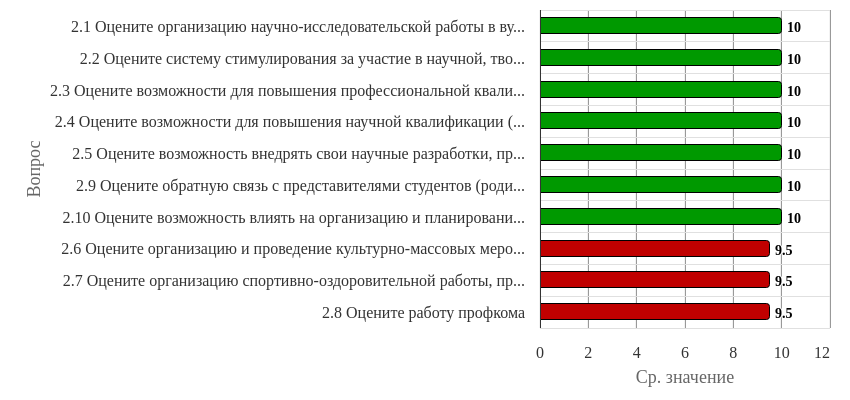 2.1 Оцените организацию научно-исследовательской работы в ву... 10
2.2 Оцените систему стимулирования за участие в научной, тво... 10
2.3 Оцените возможности для повышения профессиональной квали... 10
2.4 Оцените возможности для повышения научной квалификации (... 10
2.5 Оцените возможность внедрять свои научные разработки, пр... 10
2.9 Оцените обратную связь с представителями студентов (роди... 10
2.10 Оцените возможность влиять на организацию и планировани... 10
2.6 Оцените организацию и проведение культурно-массовых меро... 9.5
2.7 Оцените организацию спортивно-оздоровительной работы, пр... 9.5
2.8 Оцените работу профкома 9.5
Вопрос
0 2 4 6 8 10 12
Ср. значение